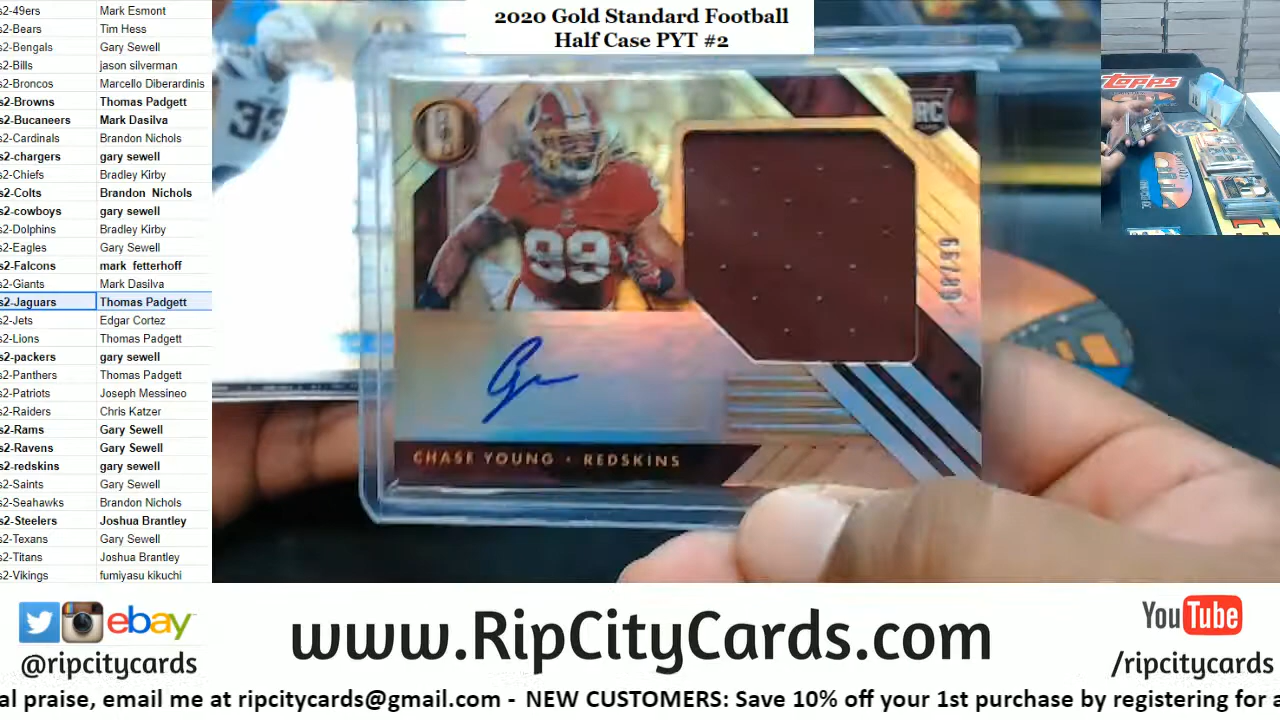 s2-49ers Mark Esmont
s2-Bears Tim Hess
s2-Bengals Gary Sewell
s2-Bills jason silverman
s2-Broncos Marcello Diberardinis
s2-Browns Thomas Padgett
s2-Bucaneers Mark Dasilva
s2-Cardinals Brandon Nichols
s2-chargers gary sewell
s2-Chiefs Bradley Kirby
s2-Colts Brandon Nichols
s2-cowboys gary sewell
s2-Dolphins Bradley Kirby
s2-Eagles Gary Sewell
s2-Falcons mark fetterhoff
s2-Giants Mark Dasilva
s2-Jaguars Thomas Padgett
s2-Jets Edgar Cortez
s2-Lions Thomas Padgett
s2-packers gary sewell
s2-Panthers Thomas Padgett
s2-Patriots Joseph Messineo
s2-Raiders Chris Katzer
s2-Rams Gary Sewell
s2-Ravens Gary Sewell
s2-redskins gary sewell
s2-Saints Gary Sewell
s2-Seahawks Brandon Nichols
s2-Steelers Joshua Brantley
s2-Texans Gary Sewell
s2-Titans Joshua Brantley
s2-Vikings fumiyasu kikuchi
2020 Gold Standard Football
Half Case PYT #2
TOPPS
RC
99
CHASE YOUNG · REDSKINS
ebay
@ripcitycards
www.RipCityCards.com
YouTube
/ripcitycards
al praise, email me at ripcitycards@gmail.com - NEW CUSTOMERS: Save 10% off your 1st purchase by registering for a